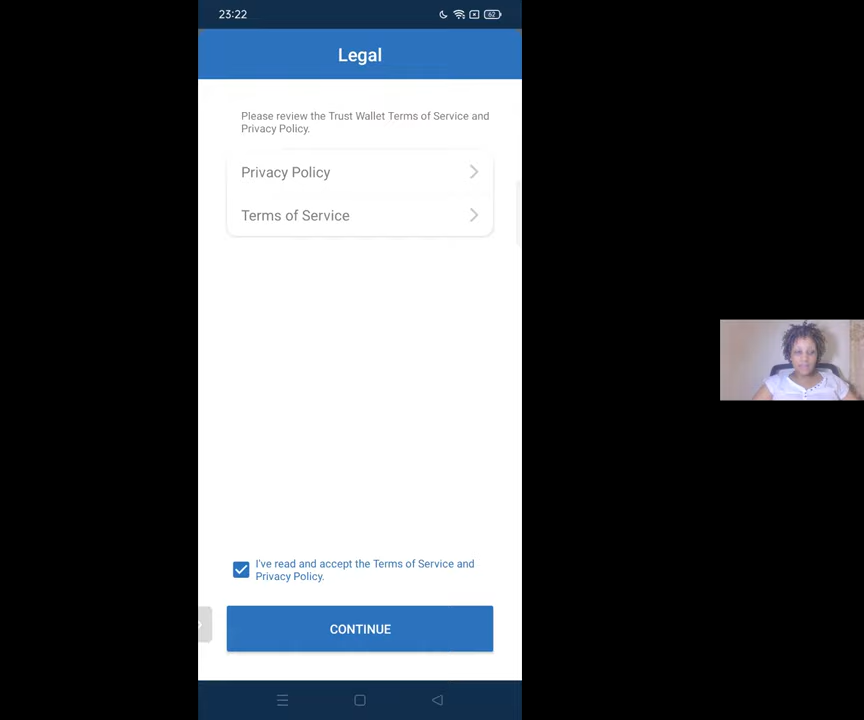 23:22
62
Legal
Please review the Trust Wallet Terms of Service and
Privacy Policy.
Privacy Policy
Terms of Service
I've read and accept the Terms of Service and
Privacy Policy.
CONTINUE